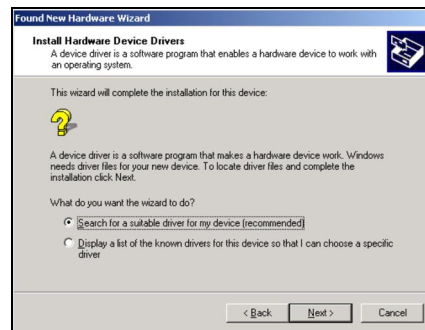 Found New Hardware Wizard
Install Hardware Device Drivers
A device driver is a software program that enables a hardware device to work with
an operating system.
This wizard will complete the installation for this device:
A device driver is a software program that makes a hardware device work. Windows
needs driver files for your new device. To locate driver files and complete the
installation click Next.
What do you want the wizard to do?
Search for a suitable driver for my device (recommended)
Display a list of the known drivers for this device so that I can choose a specific
driver
< Back Next > Cancel